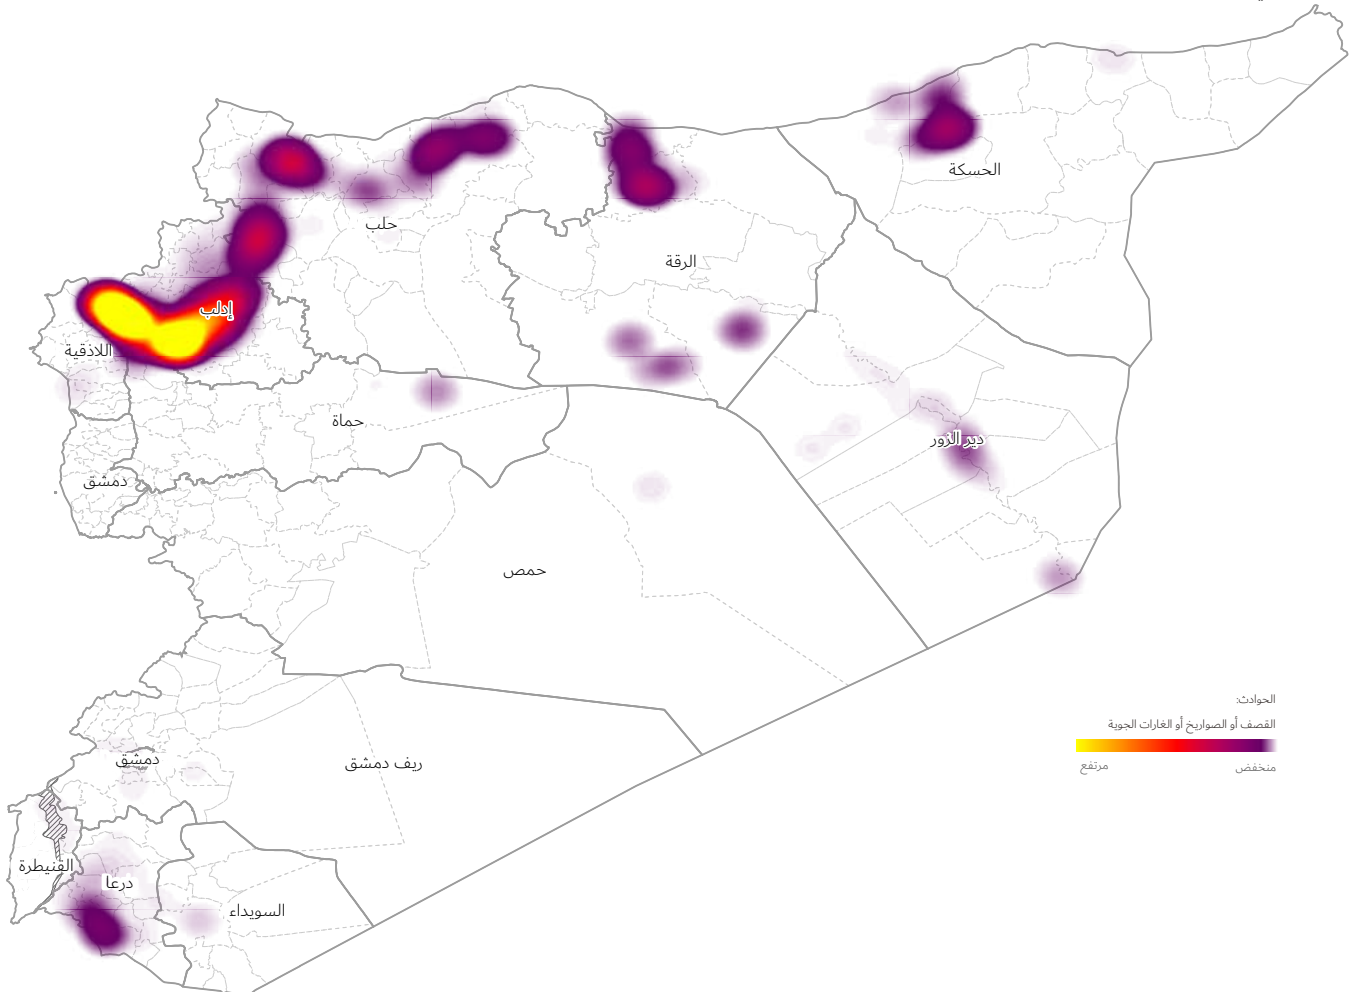 الحسكة
حلب
الرقة
إدلب
اللاذقية
حماة
دير الزور
دمشق
حمص
الحوادث:
القصف أو الصواريخ أو الغارات الجوية
مرتفع
منخفض
دمشق
ريف دمشق
القنيطرة
درعا
السويداء